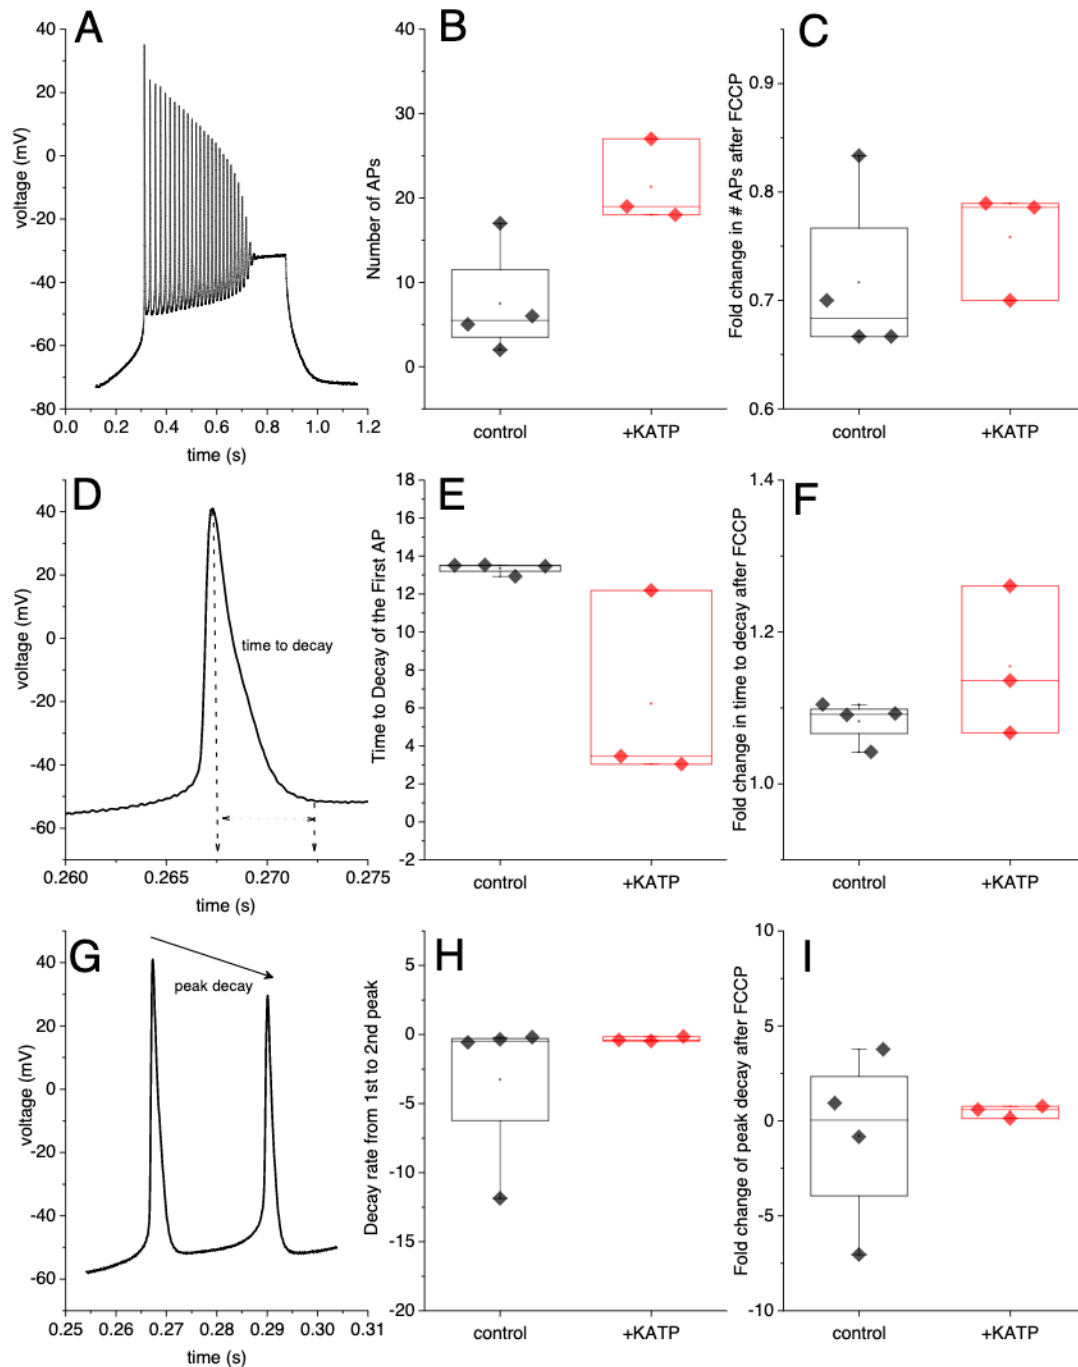 A
voltage (mV)
40
20
0
-20
-40
-60
-80
0.0 0.2 0.4 0.6 0.8 1.0 1.2
time (s)
B
Number of APs
40
30
20
10
0
control +KATP
C
Fold change in # APs after FCCP
0.9
0.8
0.7
0.6
control +KATP
D
voltage (mV)
40
20
0
-20
-40
-60
time to decay
0.260 0.265 0.270 0.275
time (s)
E
Time to Decay of the First AP
18
16
14
12
10
8
6
4
2
0
-2
control +KATP
F
Fold change in time to decay after FCCP
1.4
1.2
1.0
control +KATP
G
voltage (mV)
40
20
0
-20
-40
-60
peak decay
0.25 0.26 0.27 0.28 0.29 0.30 0.31
time (s)
H
Decay rate from 1st to 2nd peak
5
0
-5
-10
-15
-20
control +KATP
I
Fold change of peak decay after FCCP
10
5
0
-5
-10
control +KATP